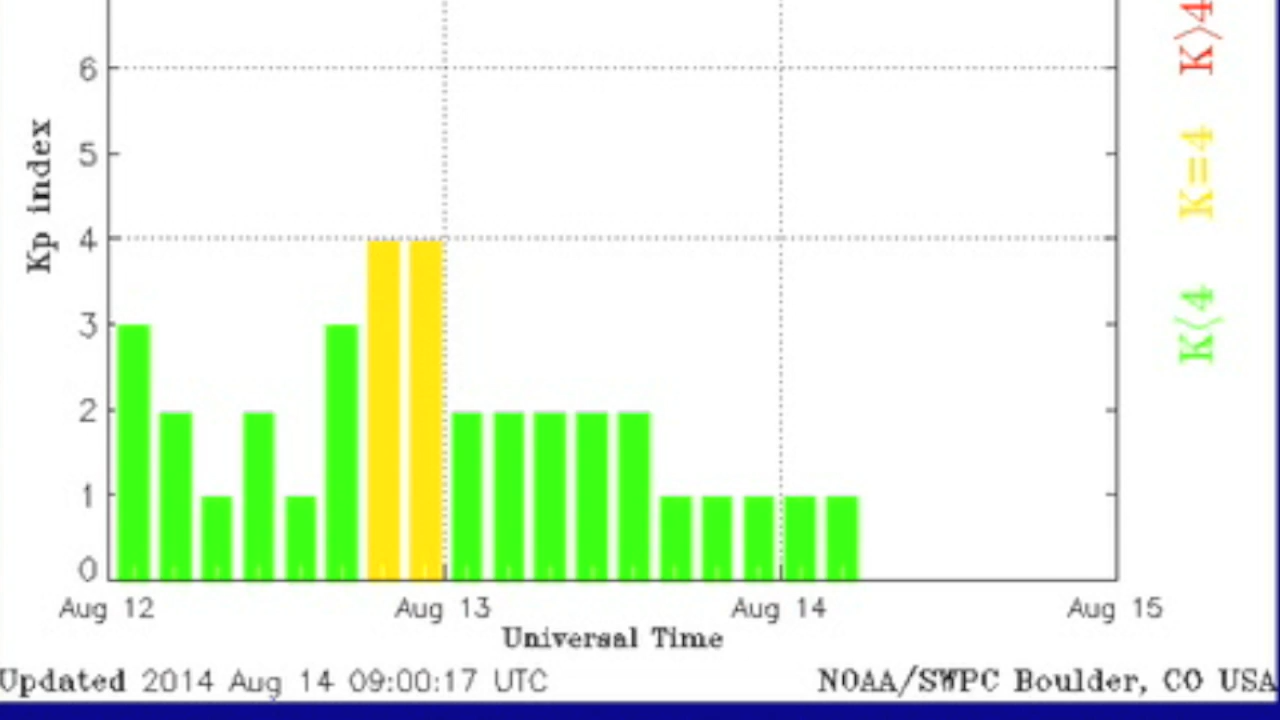 6
5
4
3
2
1
0
Kp index
Aug 12 Aug 13 Aug 14 Aug 15
Universal Time
Updated 2014 Aug 14 09:00:17 UTC NOAA/SWPC Boulder, CO USA
K<4 K=4 K>4